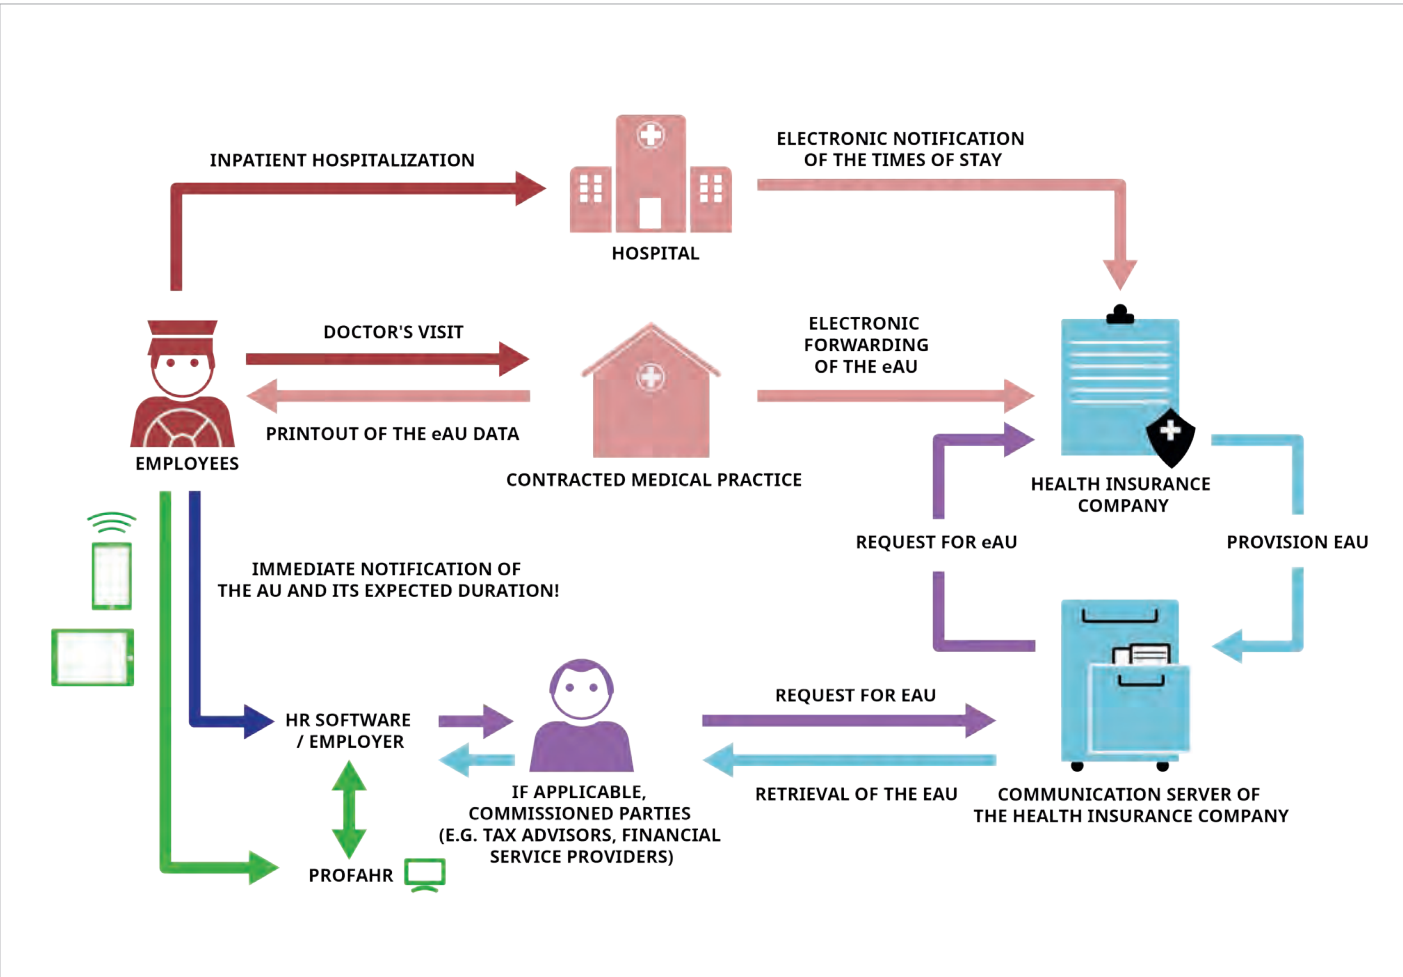 INPATIENT HOSPITALIZATION
ELECTRONIC NOTIFICATION
OF THE TIMES OF STAY
HOSPITAL
DOCTOR'S VISIT
ELECTRONIC
FORWARDING
OF THE eAU
PRINTOUT OF THE eAU DATA
EMPLOYEES
CONTRACTED MEDICAL PRACTICE
HEALTH INSURANCE
COMPANY
REQUEST FOR eAU
PROVISION EAU
IMMEDIATE NOTIFICATION OF
THE AU AND ITS EXPECTED DURATION!
HR SOFTWARE
/ EMPLOYER
REQUEST FOR EAU
RETRIEVAL OF THE EAU
IF APPLICABLE,
COMMISSIONED PARTIES
(E.G. TAX ADVISORS, FINANCIAL
SERVICE PROVIDERS)
COMMUNICATION SERVER OF
THE HEALTH INSURANCE COMPANY
PROFAHR